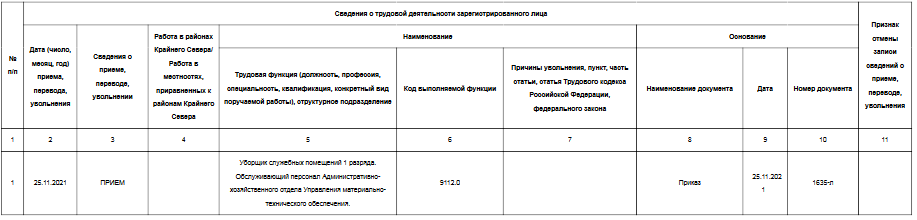 Сведения о трудовой деятельности зарегистрированного лица
№
п/п
Дата (число,
месяц, год)
приема,
перевода,
увольнения
Сведения о
приеме,
переводе,
увольнении
Работа в районах
Крайнего Севера/
Работа в
местностях,
приравненных к
районам Крайнего
Севера
Наименование
Трудовая функция (должность, профессия,
специальность, квалификация, конкретный вид
поручаемой работы), структурное подразделение
Код выполняемой функции
Причины увольнения, пункт, часть
статьи, статья Трудового кодекса
Российской Федерации,
федерального закона
Основание
Наименование документа
Дата
Номер документа
Признак
отмены
записи
сведений о
приеме,
переводе,
увольнении
1 2 3 4 5 6 7 8 9 10 11
1
25.11.2021
ПРИЕМ
Уборщик служебных помещений 1 разряда.
Обслуживающий персонал Административно-
хозяйственного отдела Управления материально-
технического обеспечения.
9112.0
Приказ
25.11.202
1
1635-л